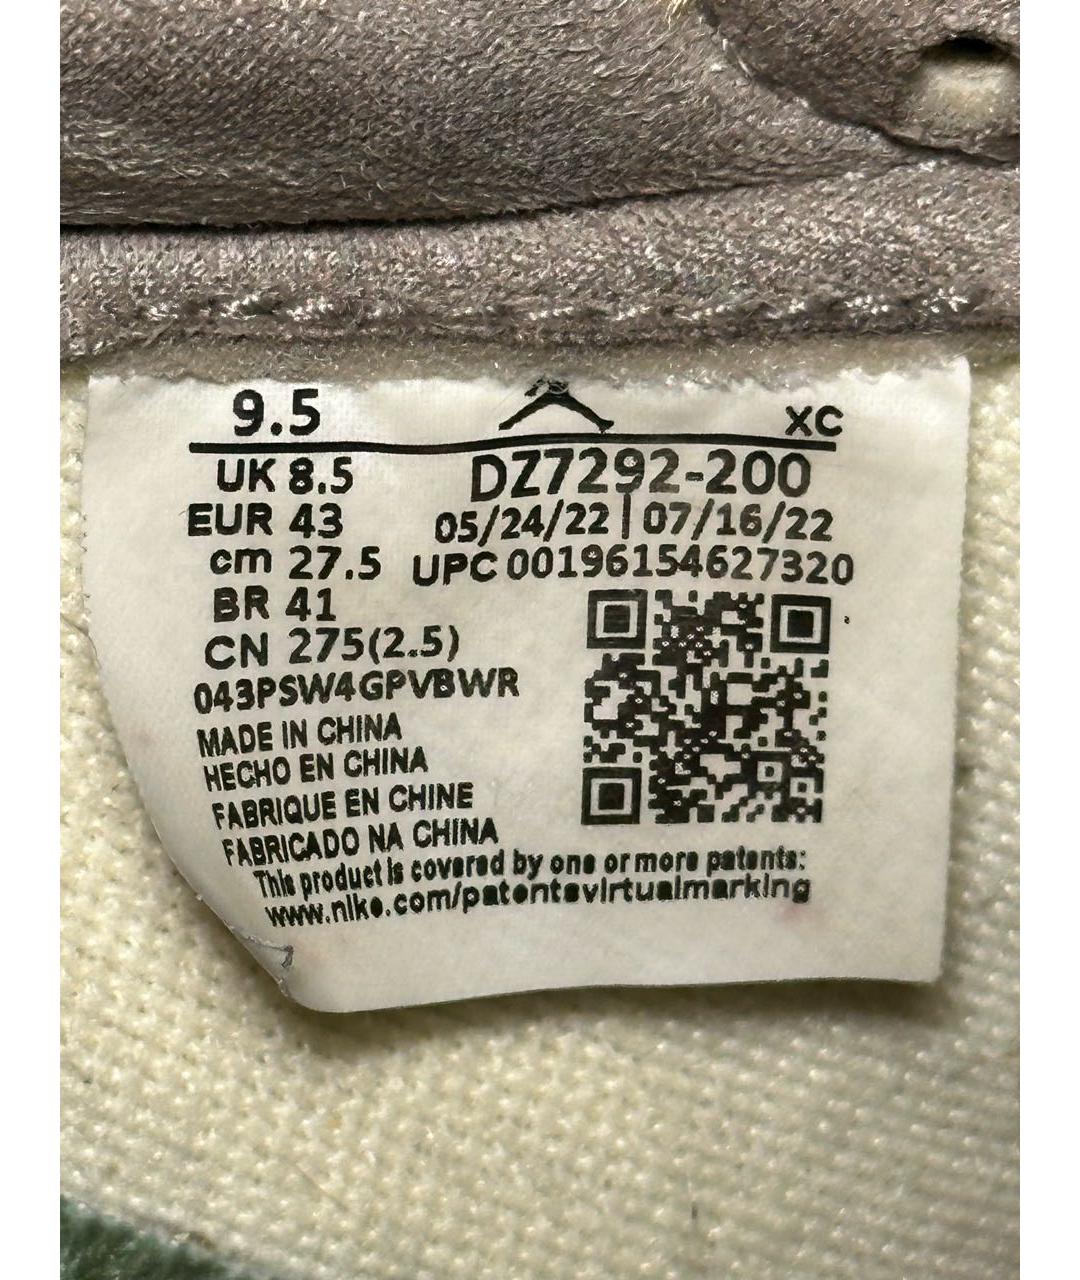 9.5 XC
UK 8.5 DZ7292-200
EUR 43 05/24/22 | 07/16/22
cm 27.5 UPC 00196154627320
BR 41
CN 275(2.5)
043PSW4GPVBWR
MADE IN CHINA
HECHO EN CHINA
FABRIQUE EN CHINE
FABRICADO NA CHINA
This product is covered by one or more patents:
www.nike.com/patentsvirtualmarking